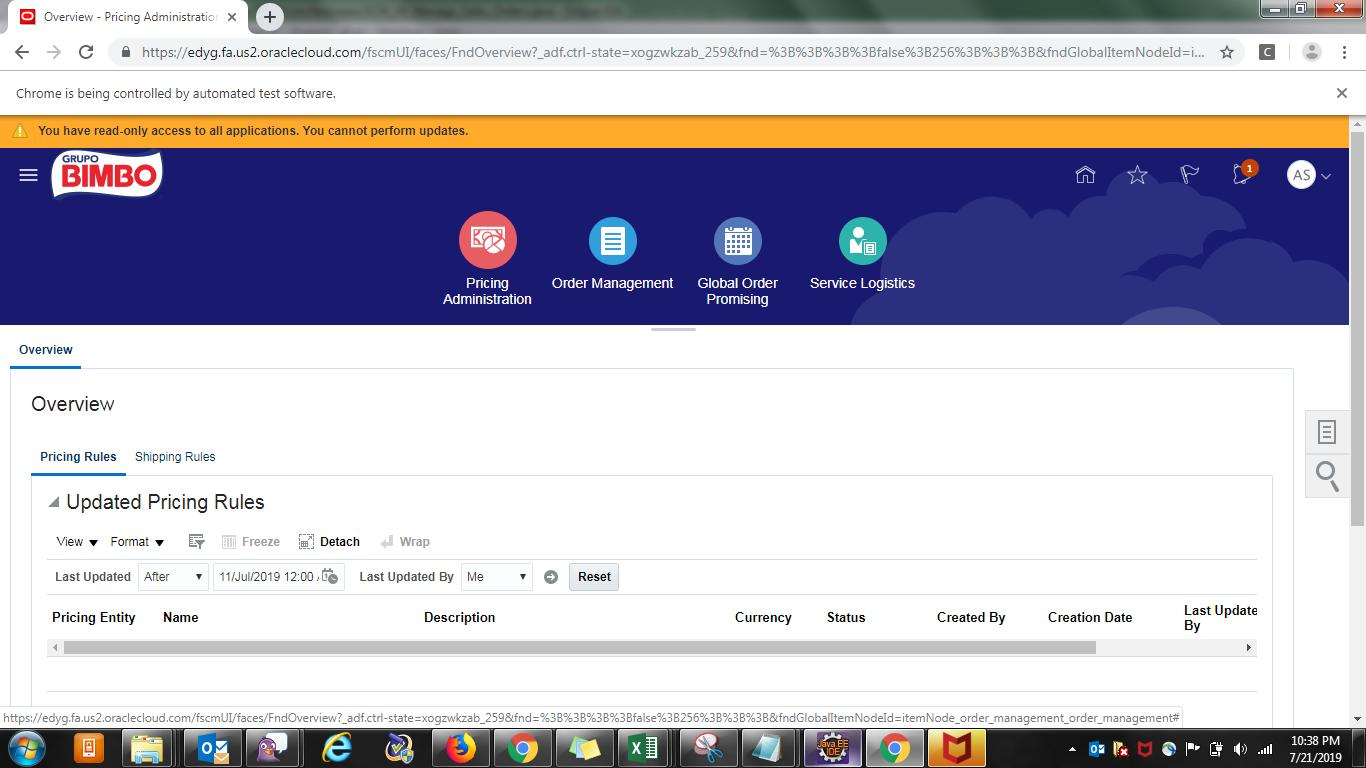 Overview - Pricing Administration
https://edyg.fa.us2.oraclecloud.com/fscmUI/faces/FndOverview?_adf.ctrl-state=xogzwkzab_259&fnd=%3B%3B%3B%3Bfalse%3B256%3B%3B%3B&fndGlobalItemNodeId=i...
C
Chrome is being controlled by automated test software.
You have read-only access to all applications. You cannot perform updates.
GRUPO
BIMBO
1
AS
Pricing
Administration
Order Management
Global Order
Promising
Service Logistics
Overview
Overview
Pricing Rules Shipping Rules
Updated Pricing Rules
View Format Freeze Detach Wrap
Last Updated After 11/Jul/2019 12:00 Last Updated By Me Reset
Pricing Entity Name Description Currency Status Created By Creation Date Last Update
By
https://edyg.fa.us2.oraclecloud.com/fscmUI/faces/FndOverview?_adf.ctrl-state=xogzwkzab_259&fnd=%3B%3B%3B%3Bfalse%3B256%3B%3B%3B&fndGlobalItemNodeId=itemNode_order_management_order_management#
Java EE
IDE
10:38 PM
7/21/2019